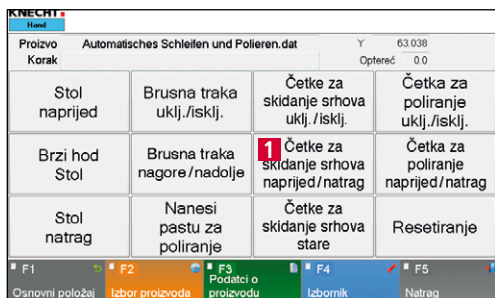 KNECHT
Hand
Proizvo Automatisches Schleifen und Polieren.dat Y 63.038
Korak Optereć 0.0
Stol naprijed
Brusna traka uklj./isklj.
Četke za skidanje srhova uklj./isklj.
Četka za poliranje uklj./isklj.
Brzi hod Stol
Brusna traka nagore/nadolje
1
Četke za skidanje srhova naprijed/natrag
Četka za poliranje naprijed/natrag
Stol natrag
Nanesi pastu za poliranje
Četke za skidanje srhova stare
Resetiranje
F1 F2 F3 F4 F5
Osnovni položaj Izbor proizvoda Podatci o proizvodu Izbornik Natrag